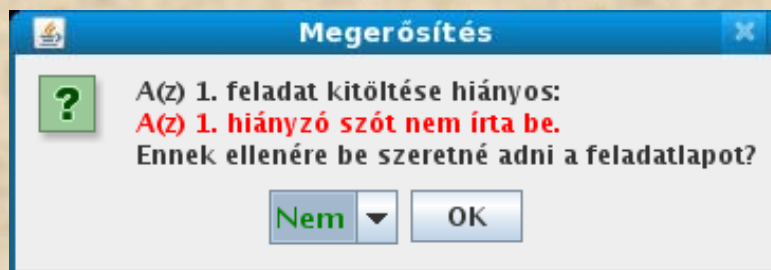 Megerősítés
A(z) 1. feladat kitöltése hiányos:
A(z) 1. hiányzó szót nem írta be.
Ennek ellenére be szeretné adni a feladatlapot?
Nem OK